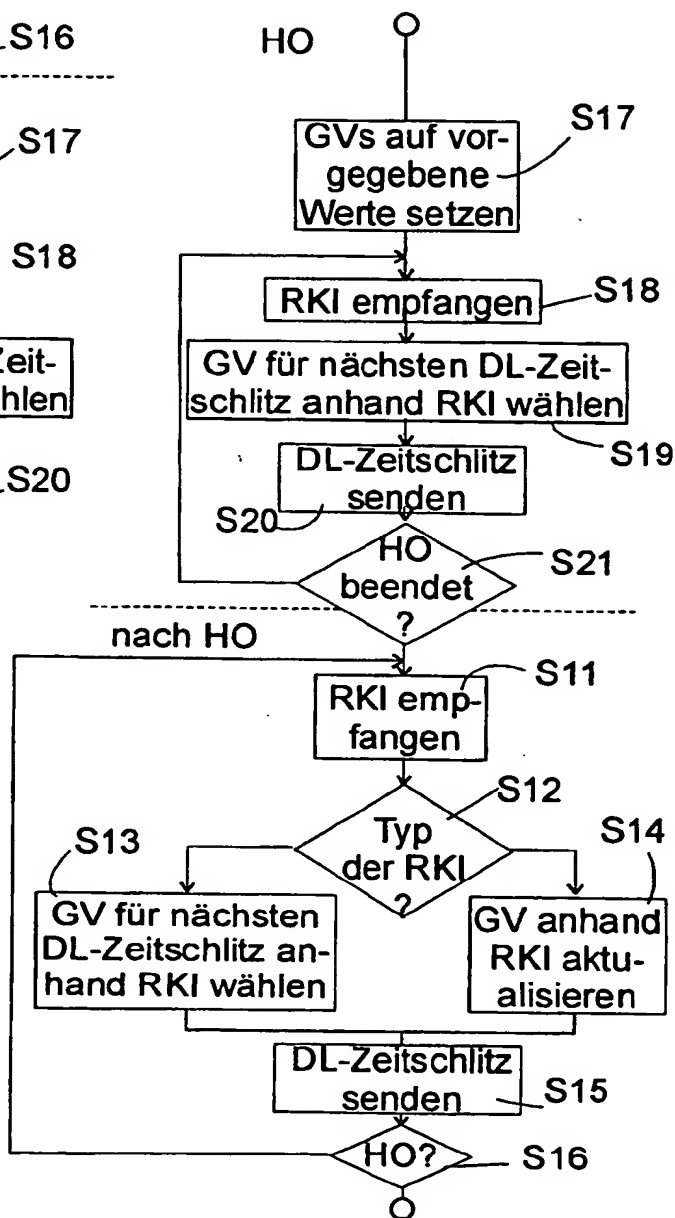 S16
HO
S17
GVs auf vor-
gegebene
Werte setzen
S17
S18
RKI empfangen
S18
Zeit-
hlen
GV für nächsten DL-Zeit-
schlitz anhand RKI wählen
S19
S20
DL-Zeitschlitz
senden
S20
HO
beendet
?
S21
nach HO
RKI emp-
fangen
S11
Typ
der RKI
?
S12
S13
S14
GV für nächsten
DL-Zeitschlitz an-
hand RKI wählen
GV anhand
RKI aktu-
alisieren
DL-Zeitschlitz
senden
S15
HO?
S16